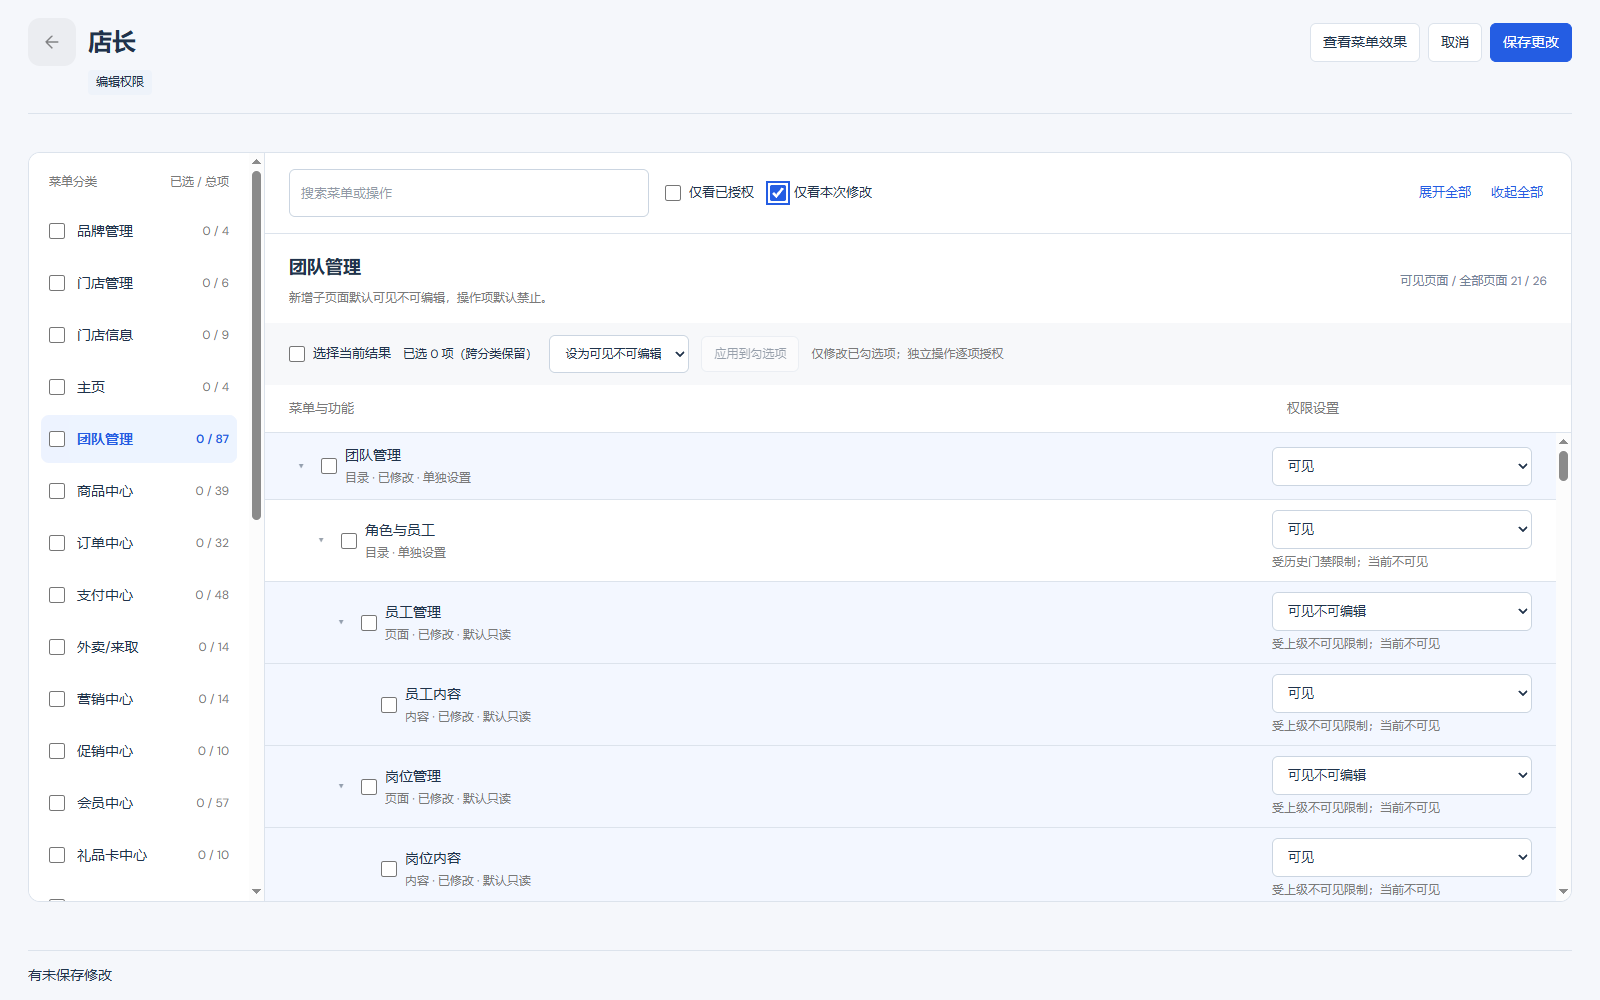 店长
查看菜单效果 取消 保存更改
编辑权限
菜单分类 已选 / 总项
品牌管理 0 / 4
门店管理 0 / 6
门店信息 0 / 9
主页 0 / 4
团队管理 0 / 87
商品中心 0 / 39
订单中心 0 / 32
支付中心 0 / 48
外卖/来取 0 / 14
营销中心 0 / 14
促销中心 0 / 10
会员中心 0 / 57
礼品卡中心 0 / 10
搜索菜单或操作 仅看已授权 仅看本次修改 展开全部 收起全部
团队管理
新增子页面默认可见不可编辑，操作项默认禁止。
可见页面 / 全部页面 21 / 26
选择当前结果 已选 0 项（跨分类保留） 设为可见不可编辑 应用到勾选项 仅修改已勾选项；独立操作逐项授权
菜单与功能 权限设置
团队管理
目录 · 已修改 · 单独设置
可见
角色与员工
目录 · 单独设置
可见
受历史门禁限制；当前不可见
员工管理
页面 · 已修改 · 默认只读
可见不可编辑
受上级不可见限制；当前不可见
员工内容
内容 · 已修改 · 默认只读
可见
受上级不可见限制；当前不可见
岗位管理
页面 · 已修改 · 默认只读
可见不可编辑
受上级不可见限制；当前不可见
岗位内容
内容 · 已修改 · 默认只读
可见
受上级不可见限制；当前不可见
有未保存修改